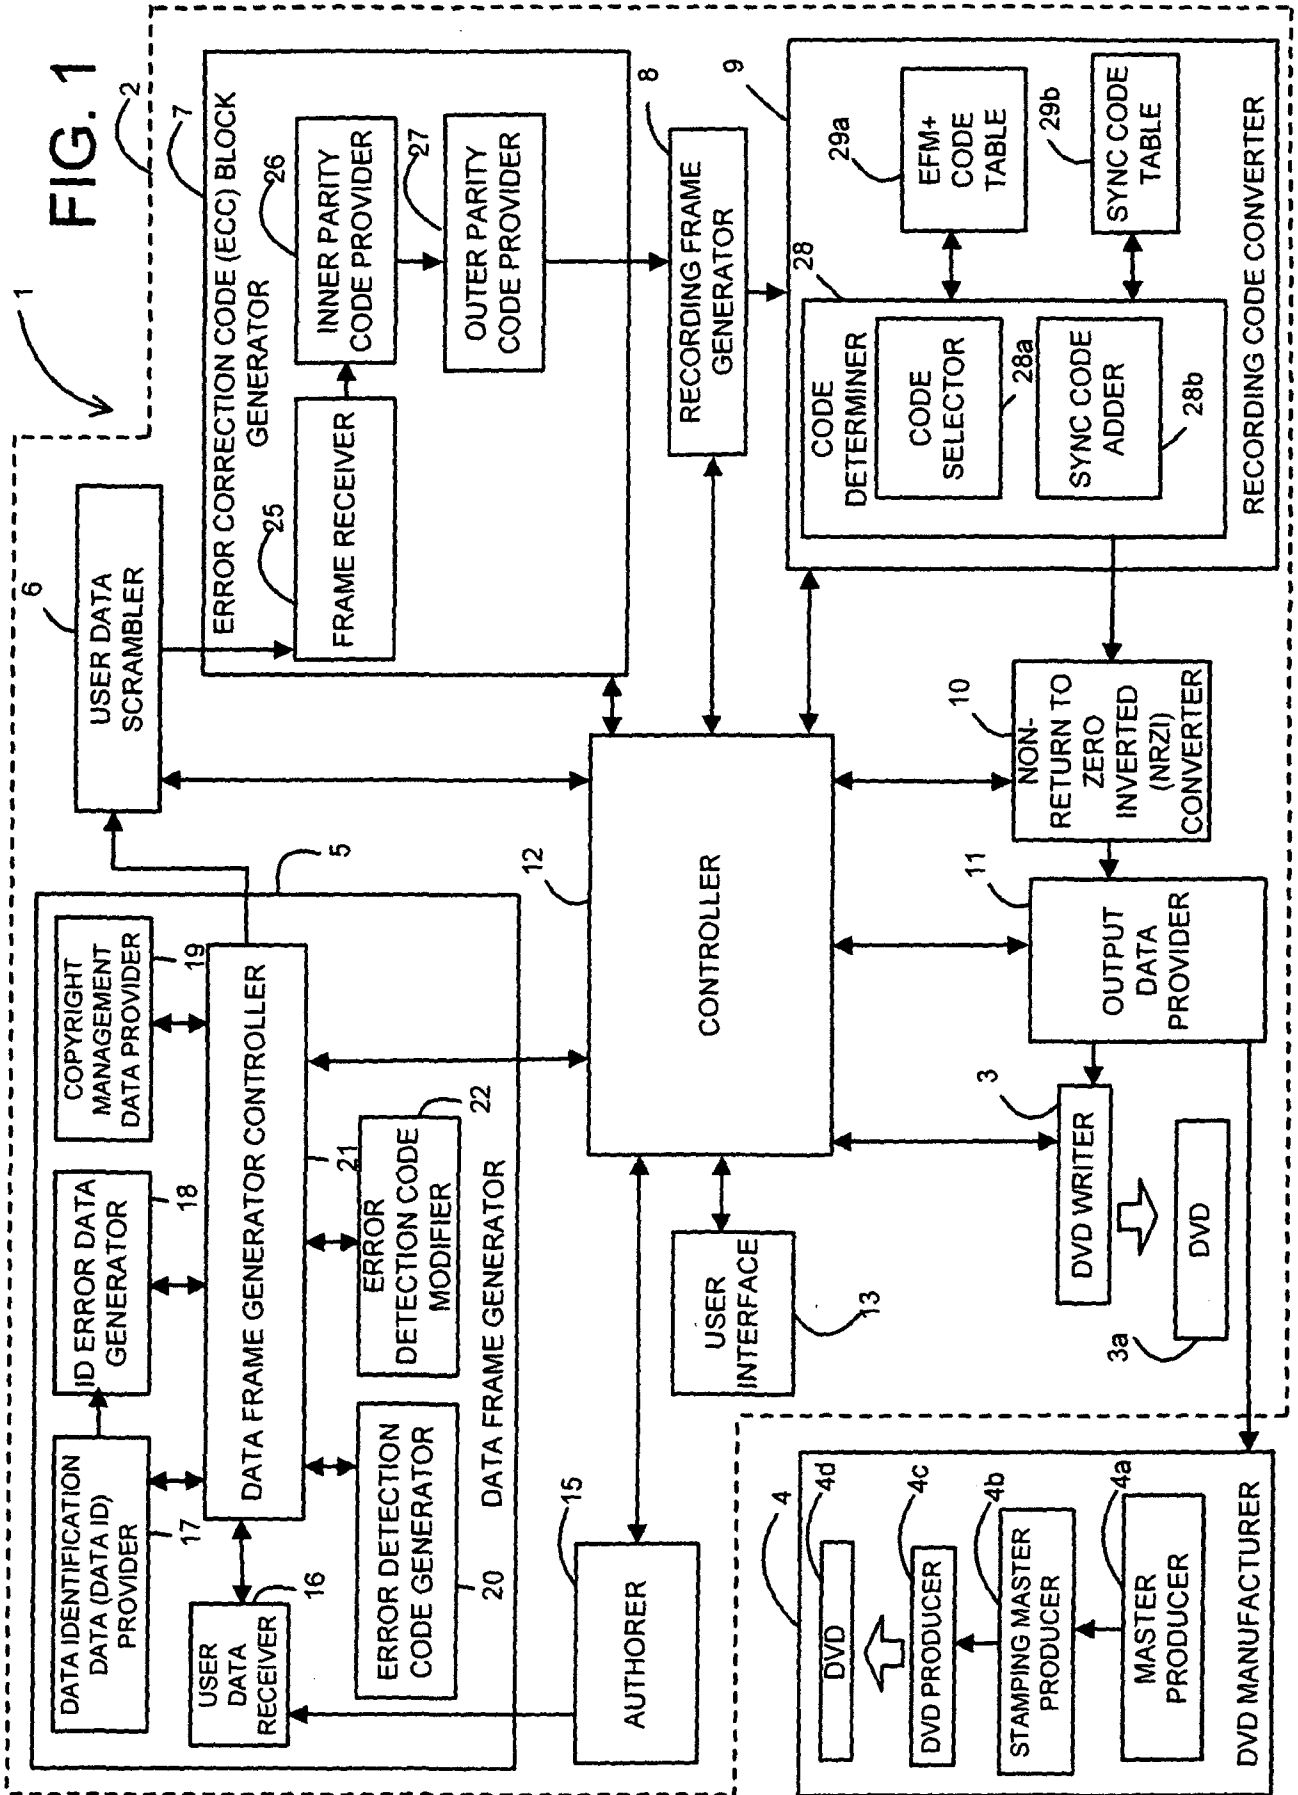 FIG. 1
1
2
DATA IDENTIFICATION
DATA (DATA ID)
PROVIDER
17
ID ERROR DATA
GENERATOR
18
COPYRIGHT
MANAGEMENT
DATA PROVIDER
19
USER
DATA
RECEIVER
16
DATA FRAME GENERATOR CONTROLLER
21
ERROR DETECTION
CODE GENERATOR
20
ERROR
DETECTION CODE
MODIFIER
22
DATA FRAME GENERATOR
5
USER DATA
SCRAMBLER
6
ERROR CORRECTION CODE (ECC) BLOCK
GENERATOR
7
FRAME RECEIVER
25
INNER PARITY
CODE PROVIDER
26
OUTER PARITY
CODE PROVIDER
27
AUTHORER
15
CONTROLLER
12
USER
INTERFACE
13
RECORDING FRAME
GENERATOR
8
9
CODE
DETERMINER
28
CODE
SELECTOR
28a
SYNC CODE
ADDER
28b
EFM+
CODE
TABLE
29a
SYNC CODE
TABLE
29b
RECORDING CODE CONVERTER
NON-
RETURN TO
ZERO
INVERTED
(NRZI)
CONVERTER
10
OUTPUT
DATA
PROVIDER
11
DVD WRITER
3
DVD
3a
4
DVD
4d
DVD PRODUCER
4c
STAMPING MASTER
PRODUCER
4b
MASTER
PRODUCER
4a
DVD MANUFACTURER